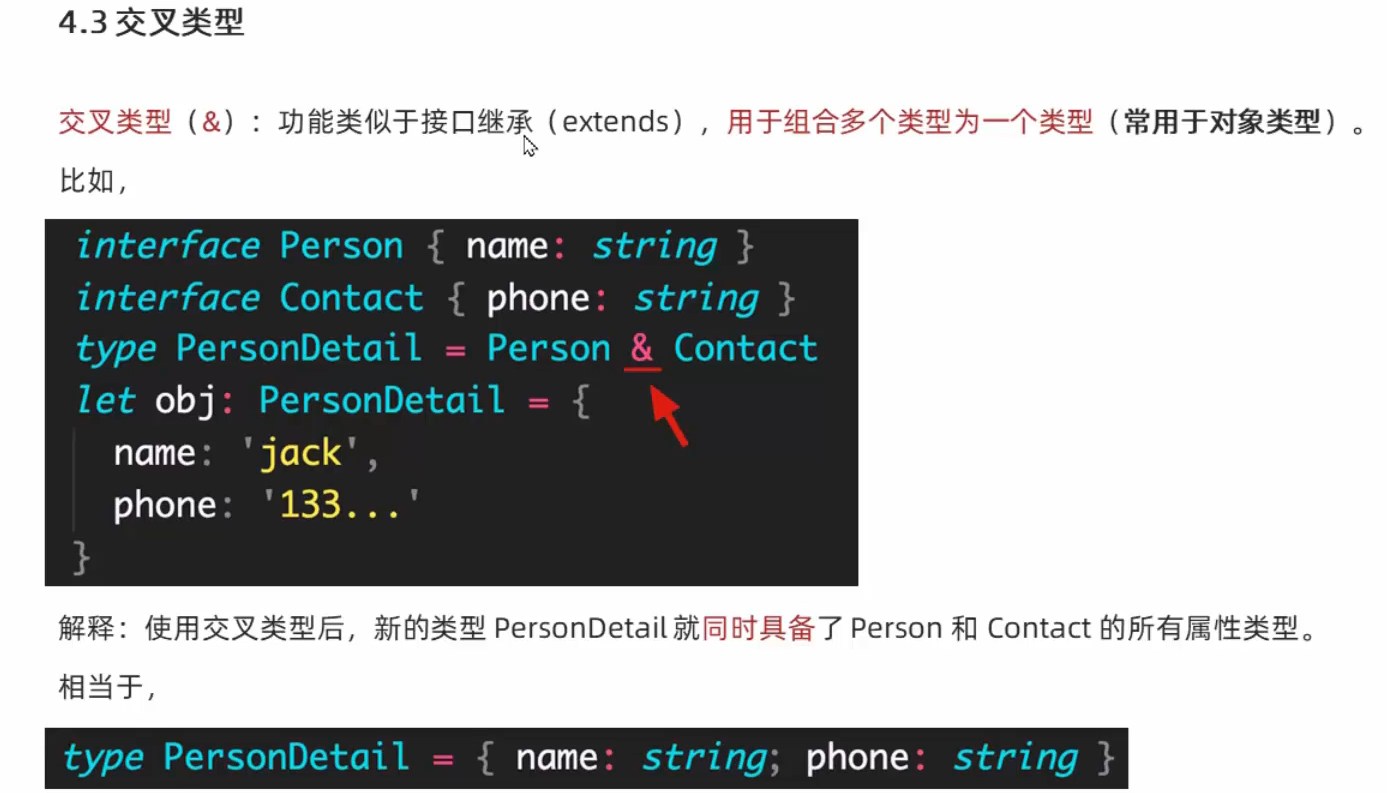 4.3 交叉类型
交叉类型（&）：功能类似于接口继承（extends），用于组合多个类型为一个类型（常用于对象类型）。
比如，
interface Person { name: string }
interface Contact { phone: string }
type PersonDetail = Person & Contact
let obj: PersonDetail = {
  name: 'jack',
  phone: '133...'
}
解释：使用交叉类型后，新的类型 PersonDetail 就同时具备了 Person 和 Contact 的所有属性类型。
相当于，
type PersonDetail = { name: string; phone: string }